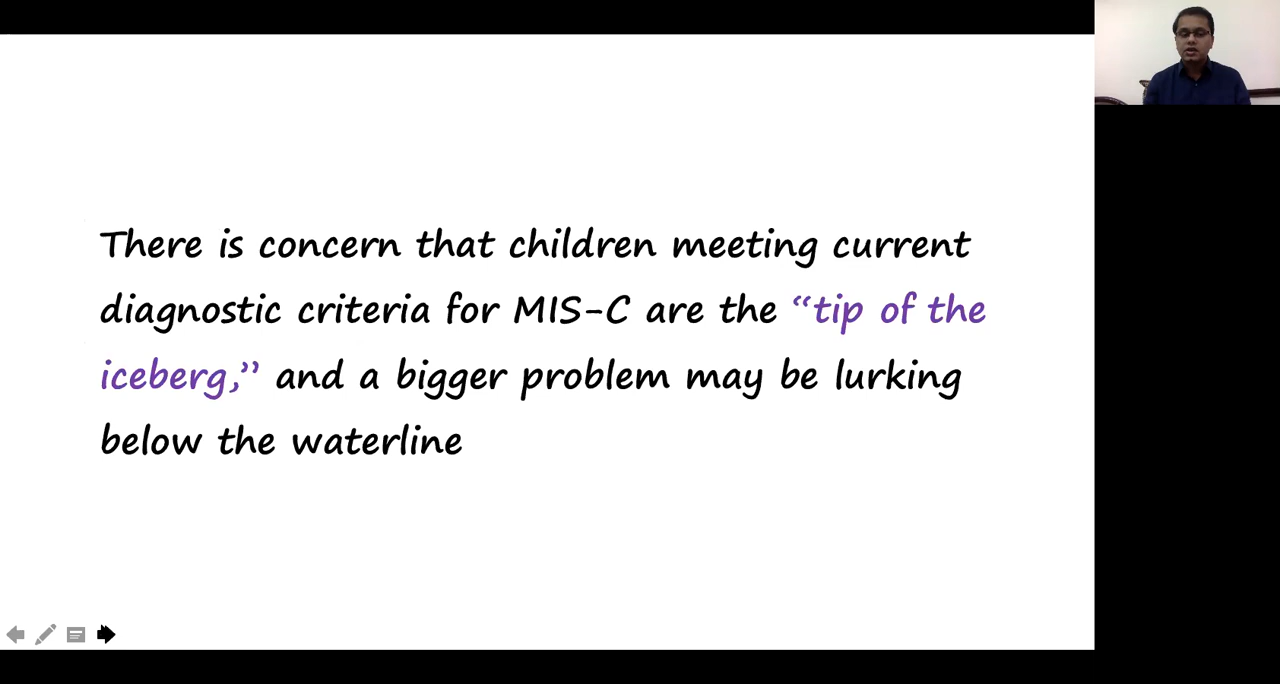 There is concern that children meeting current
diagnostic criteria for MIS-C are the “tip of the
iceberg,” and a bigger problem may be lurking
below the waterline